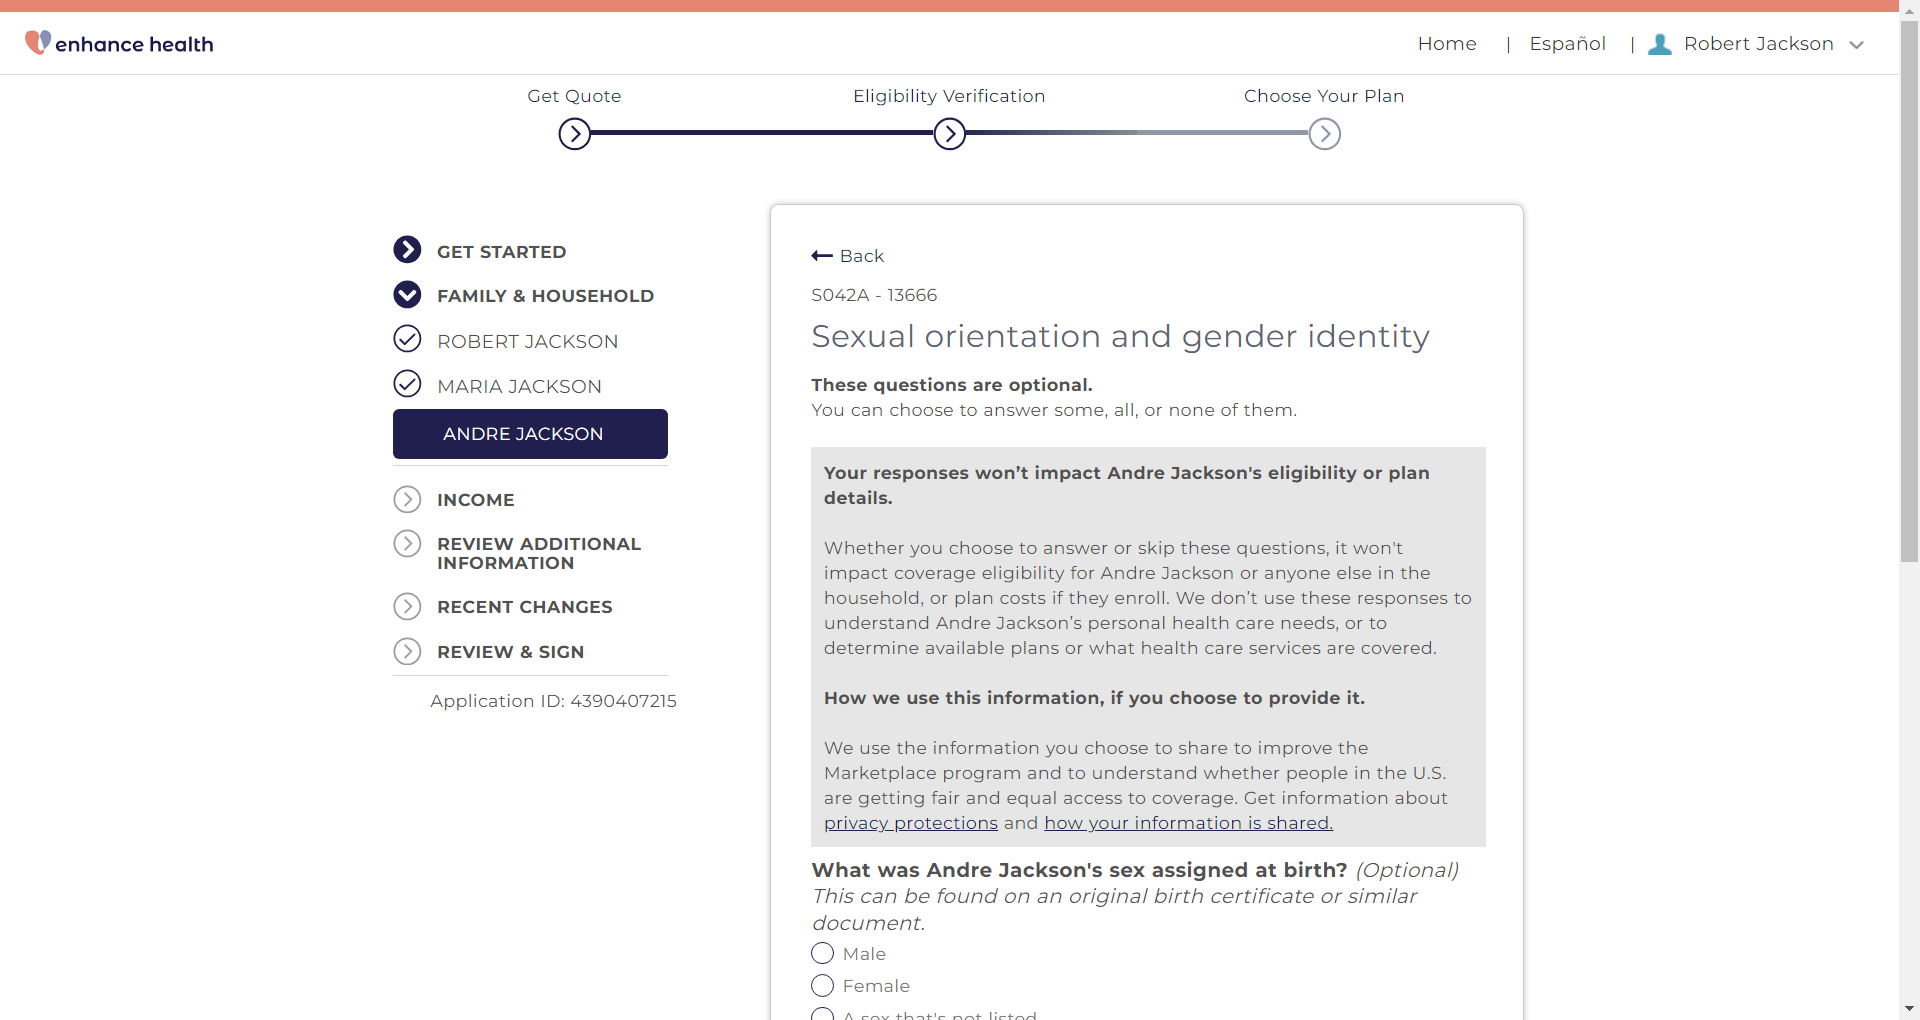 enhance health
Home | Español | Robert Jackson
Get Quote
Eligibility Verification
Choose Your Plan
GET STARTED
FAMILY & HOUSEHOLD
ROBERT JACKSON
MARIA JACKSON
ANDRE JACKSON
INCOME
REVIEW ADDITIONAL
INFORMATION
RECENT CHANGES
REVIEW & SIGN
Application ID: 4390407215
Back
S042A - 13666
Sexual orientation and gender identity
These questions are optional.
You can choose to answer some, all, or none of them.
Your responses won’t impact Andre Jackson's eligibility or plan
details.
Whether you choose to answer or skip these questions, it won't
impact coverage eligibility for Andre Jackson or anyone else in the
household, or plan costs if they enroll. We don’t use these responses to
understand Andre Jackson’s personal health care needs, or to
determine available plans or what health care services are covered.
How we use this information, if you choose to provide it.
We use the information you choose to share to improve the
Marketplace program and to understand whether people in the U.S.
are getting fair and equal access to coverage. Get information about
privacy protections and how your information is shared.
What was Andre Jackson's sex assigned at birth? (Optional)
This can be found on an original birth certificate or similar
document.
Male
Female
A sex that's not listed